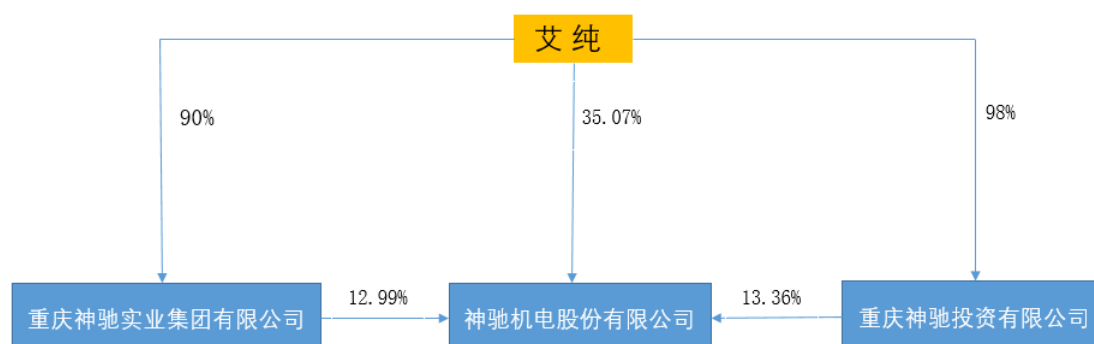 艾纯
90%
35.07%
98%
重庆神驰实业集团有限公司
12.99%
神驰机电股份有限公司
13.36%
重庆神驰投资有限公司